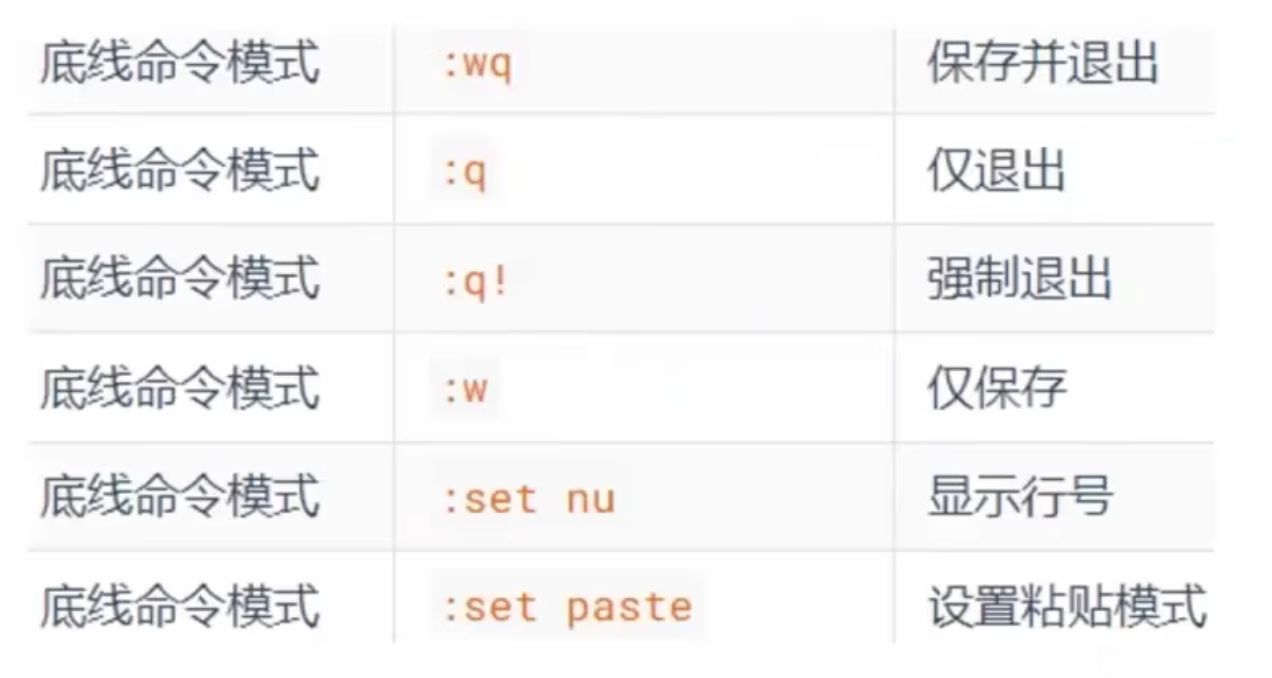 底线命令模式 :wq 保存并退出
底线命令模式 :q 仅退出
底线命令模式 :q! 强制退出
底线命令模式 :w 仅保存
底线命令模式 :set nu 显示行号
底线命令模式 :set paste 设置粘贴模式